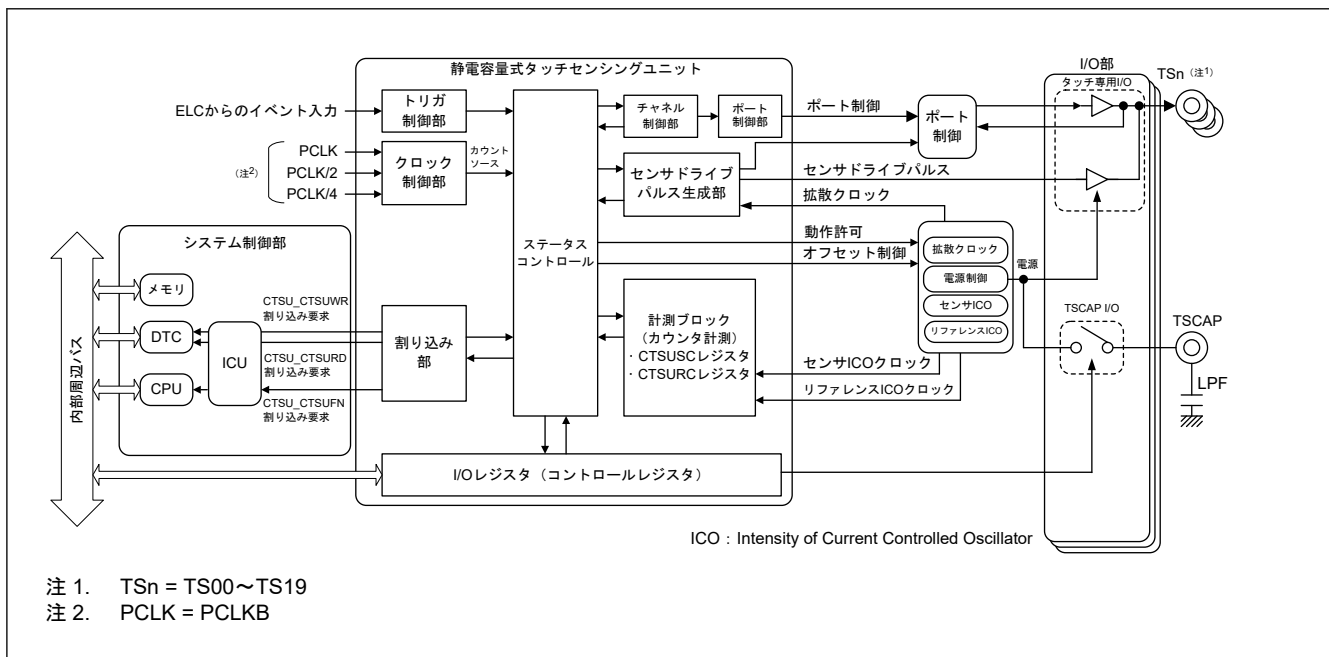 静電容量式タッチセンシングユニット
I/O部
タッチ専用I/O
TSn (注1)
ELCからのイベント入力
トリガ
制御部
チャネル
制御部
ポート
制御部
ポート制御
ポート
制御
(注2)
PCLK
PCLK/2
PCLK/4
クロック
制御部
カウント
ソース
センサドライブ
パルス生成部
センサドライブパルス
拡散クロック
ステータス
コントロール
動作許可
オフセット制御
拡散クロック
電源制御
センサICO
リファレンスICO
電源
システム制御部
内部周辺バス
メモリ
DTC
CPU
ICU
CTSU_CTSUWR
割り込み要求
CTSU_CTSURD
割り込み要求
CTSU_CTSUFN
割り込み要求
割り込み
部
計測ブロック
(カウンタ計測)
・CTSUSCレジスタ
・CTSURCレジスタ
センサICOクロック
リファレンスICOクロック
TSCAP I/O
TSCAP
LPF
I/Oレジスタ(コントロールレジスタ)
ICO : Intensity of Current Controlled Oscillator
注 1. TSn = TS00~TS19
注 2. PCLK = PCLKB